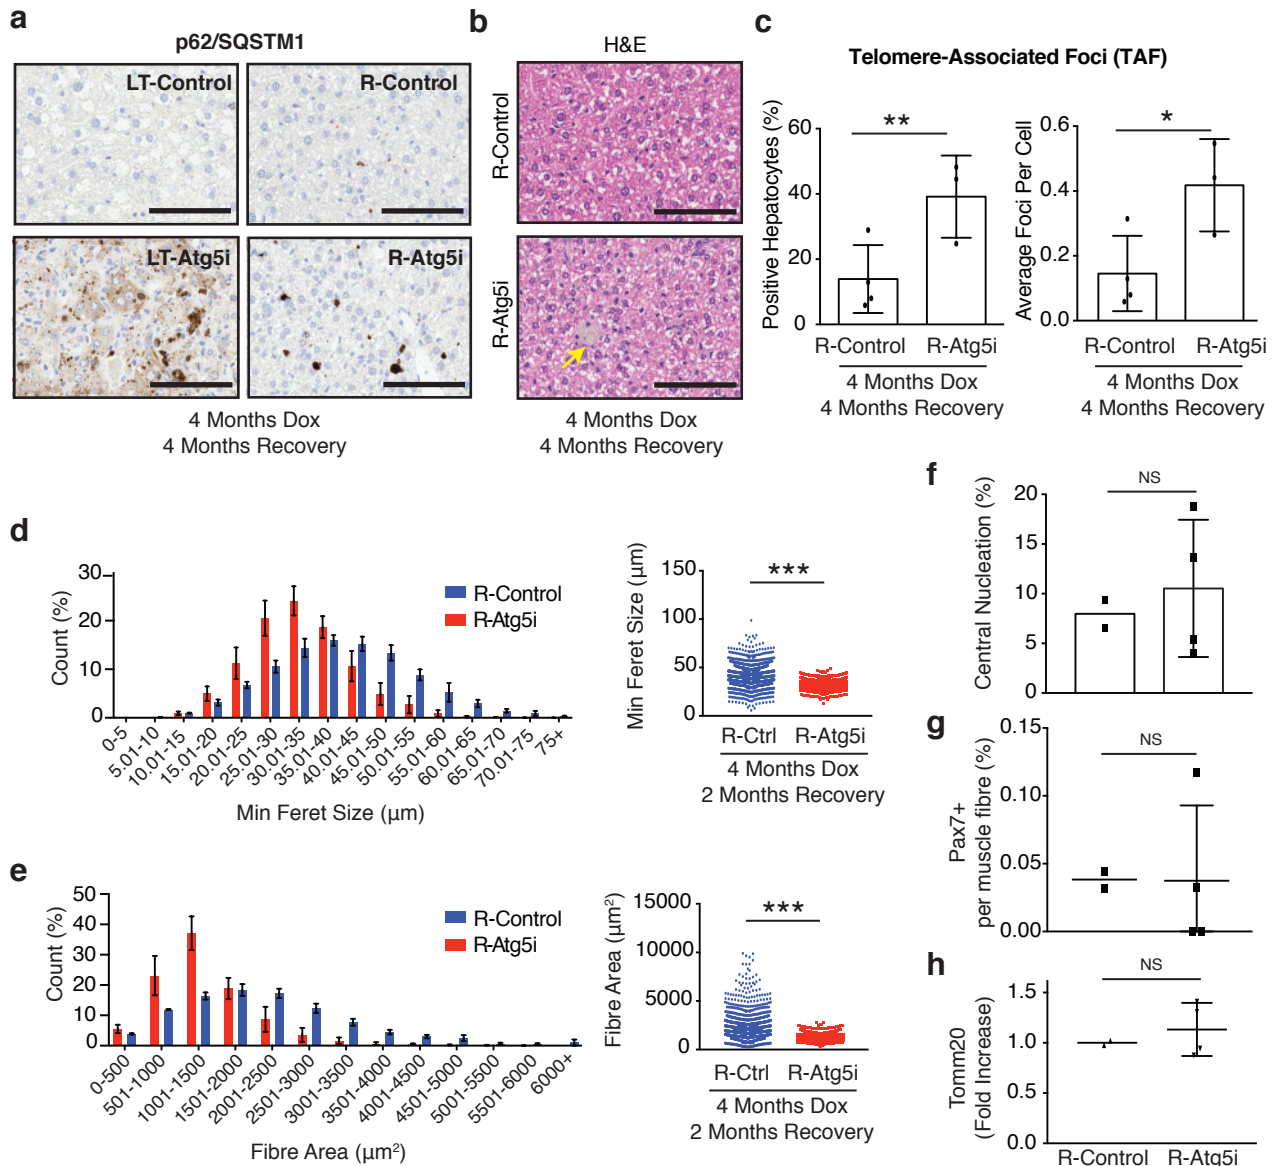 a
p62/SQSTM1
LT-Control
R-Control
LT-Atg5i
R-Atg5i
4 Months Dox
4 Months Recovery
b
H&E
R-Control
R-Atg5i
4 Months Dox
4 Months Recovery
c
Telomere-Associated Foci (TAF)
Positive Hepatocytes (%)
60
40
20
0
**
R-Control
R-Atg5i
4 Months Dox
4 Months Recovery
Average Foci Per Cell
0.6
0.4
0.2
0.0
*
R-Control
R-Atg5i
4 Months Dox
4 Months Recovery
d
Count (%)
30
20
10
0
R-Control
R-Atg5i
0-5
5.01-10
10.01-15
15.01-20
20.01-25
25.01-30
30.01-35
35.01-40
40.01-45
45.01-50
50.01-55
55.01-60
60.01-65
65.01-70
70.01-75
75+
Min Feret Size (µm)
Min Feret Size (µm)
150
100
50
0
***
R-Ctrl
R-Atg5i
4 Months Dox
2 Months Recovery
e
Count (%)
50
40
30
20
10
0
R-Control
R-Atg5i
0-500
501-1000
1001-1500
1501-2000
2001-2500
2501-3000
3001-3500
3501-4000
4001-4500
4501-5000
5001-5500
5501-6000
6000+
Fibre Area (µm²)
Fibre Area (µm²)
15000
10000
5000
0
***
R-Ctrl
R-Atg5i
4 Months Dox
2 Months Recovery
f
Central Nucleation (%)
20
15
10
5
0
NS
g
Pax7+
per muscle fibre (%)
0.15
0.10
0.05
0.00
NS
h
Tomm20
(Fold Increase)
1.5
1.0
0.5
0.0
NS
R-Control
R-Atg5i